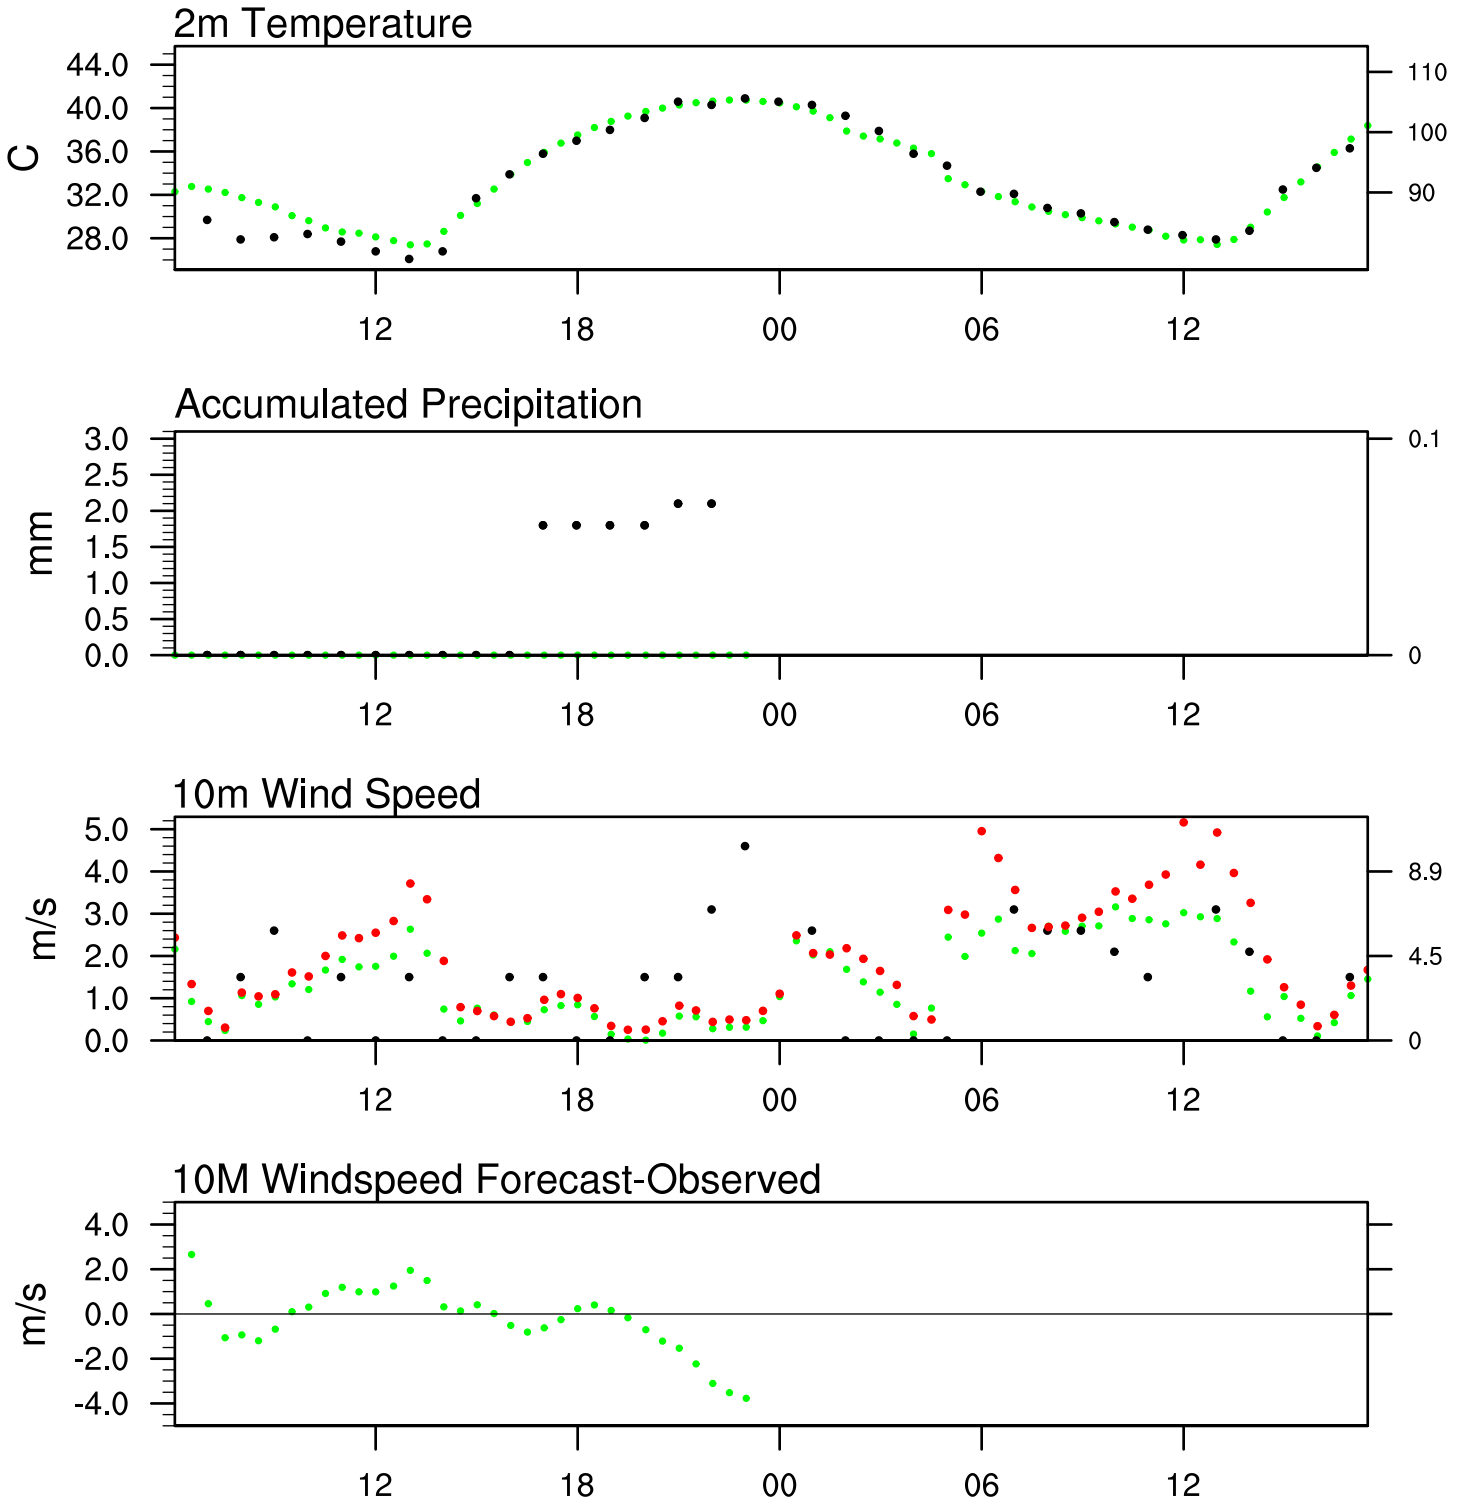 2m Temperature
44.0
40.0
36.0
32.0
28.0
C
110
100
90
12 18 00 06 12
Accumulated Precipitation
3.0
2.5
2.0
1.5
1.0
0.5
0.0
mm
0.1
0
12 18 00 06 12
10m Wind Speed
5.0
4.0
3.0
2.0
1.0
0.0
m/s
8.9
4.5
0
12 18 00 06 12
10M Windspeed Forecast-Observed
4.0
2.0
0.0
-2.0
-4.0
m/s
12 18 00 06 12